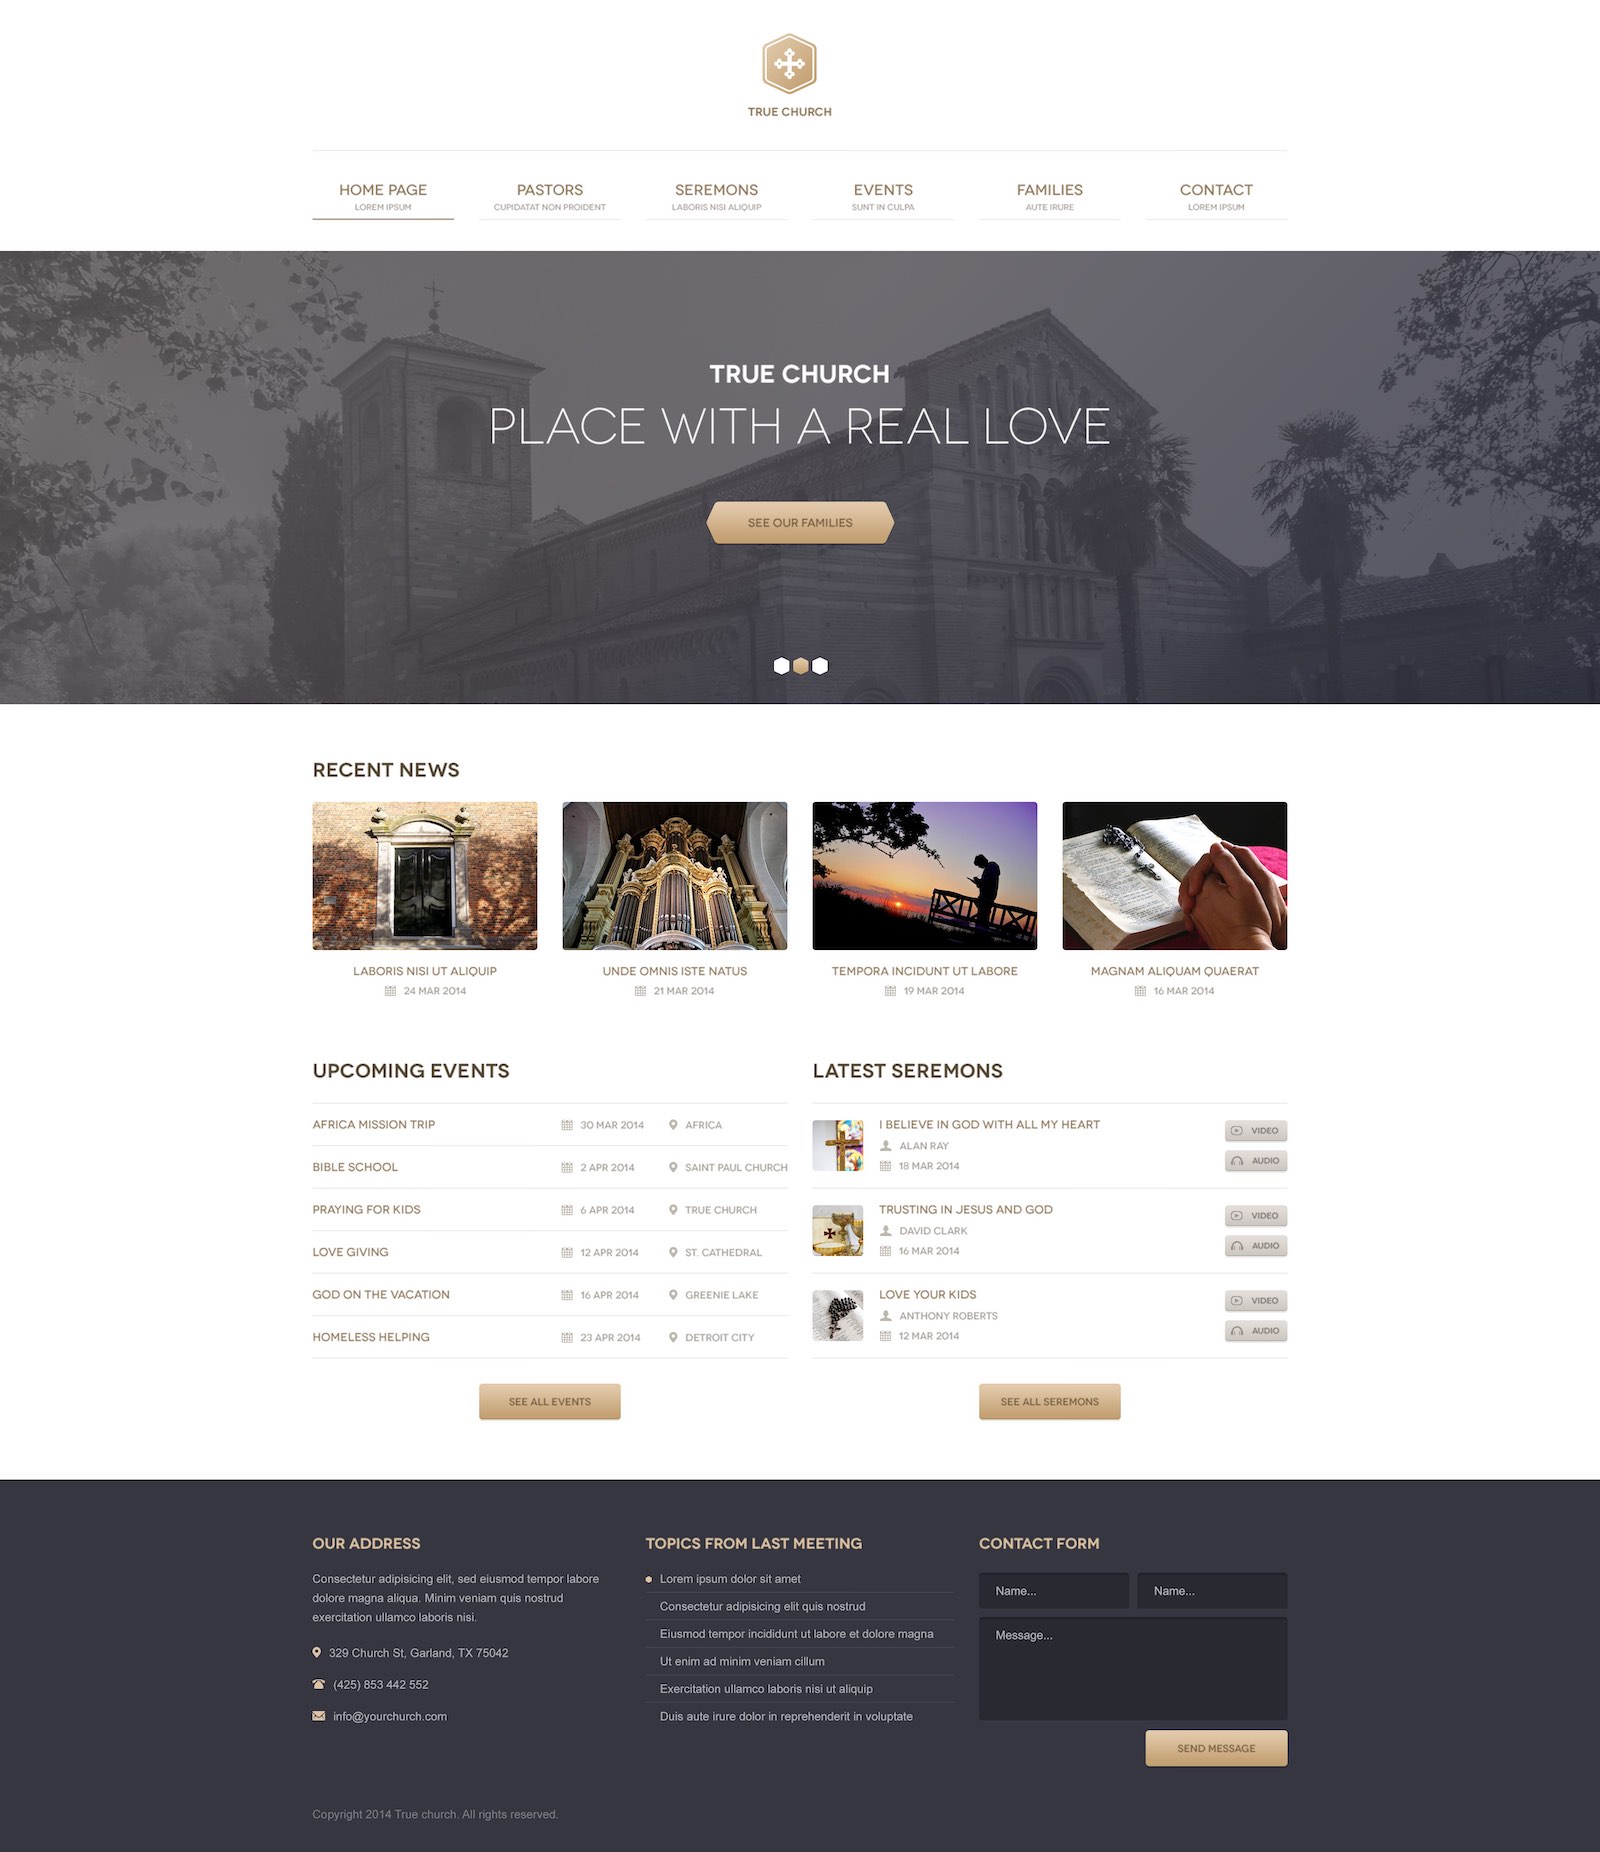 TRUE CHURCH
HOME PAGE
LOREM IPSUM
PASTORS
CUPIDATAT NON PROIDENT
SEREMONS
LABORIS NISI ALIQUIP
EVENTS
SUNT IN CULPA
FAMILIES
AUTE IRURE
CONTACT
LOREM IPSUM
TRUE CHURCH
PLACE WITH A REAL LOVE
SEE OUR FAMILIES
RECENT NEWS
LABORIS NISI UT ALIQUIP
24 MAR 2014
UNDE OMNIS ISTE NATUS
21 MAR 2014
TEMPORA INCIDUNT UT LABORE
19 MAR 2014
MAGNAM ALIQUAM QUAERAT
16 MAR 2014
UPCOMING EVENTS
AFRICA MISSION TRIP 30 MAR 2014 AFRICA
BIBLE SCHOOL 2 APR 2014 SAINT PAUL CHURCH
PRAYING FOR KIDS 6 APR 2014 TRUE CHURCH
LOVE GIVING 12 APR 2014 ST. CATHEDRAL
GOD ON THE VACATION 16 APR 2014 GREENIE LAKE
HOMELESS HELPING 23 APR 2014 DETROIT CITY
SEE ALL EVENTS
LATEST SEREMONS
I BELIEVE IN GOD WITH ALL MY HEART
ALAN RAY
18 MAR 2014
VIDEO
AUDIO
TRUSTING IN JESUS AND GOD
DAVID CLARK
16 MAR 2014
VIDEO
AUDIO
LOVE YOUR KIDS
ANTHONY ROBERTS
12 MAR 2014
VIDEO
AUDIO
SEE ALL SEREMONS
OUR ADDRESS
Consectetur adipisicing elit, sed eiusmod tempor labore
dolore magna aliqua. Minim veniam quis nostrud
exercitation ullamco laboris nisi.
329 Church St, Garland, TX 75042
(425) 853 442 552
info@yourchurch.com
TOPICS FROM LAST MEETING
Lorem ipsum dolor sit amet
Consectetur adipisicing elit quis nostrud
Eiusmod tempor incididunt ut labore et dolore magna
Ut enim ad minim veniam cillum
Exercitation ullamco laboris nisi ut aliquip
Duis aute irure dolor in reprehenderit in voluptate
CONTACT FORM
Name...
Name...
Message...
SEND MESSAGE
Copyright 2014 True church. All rights reserved.